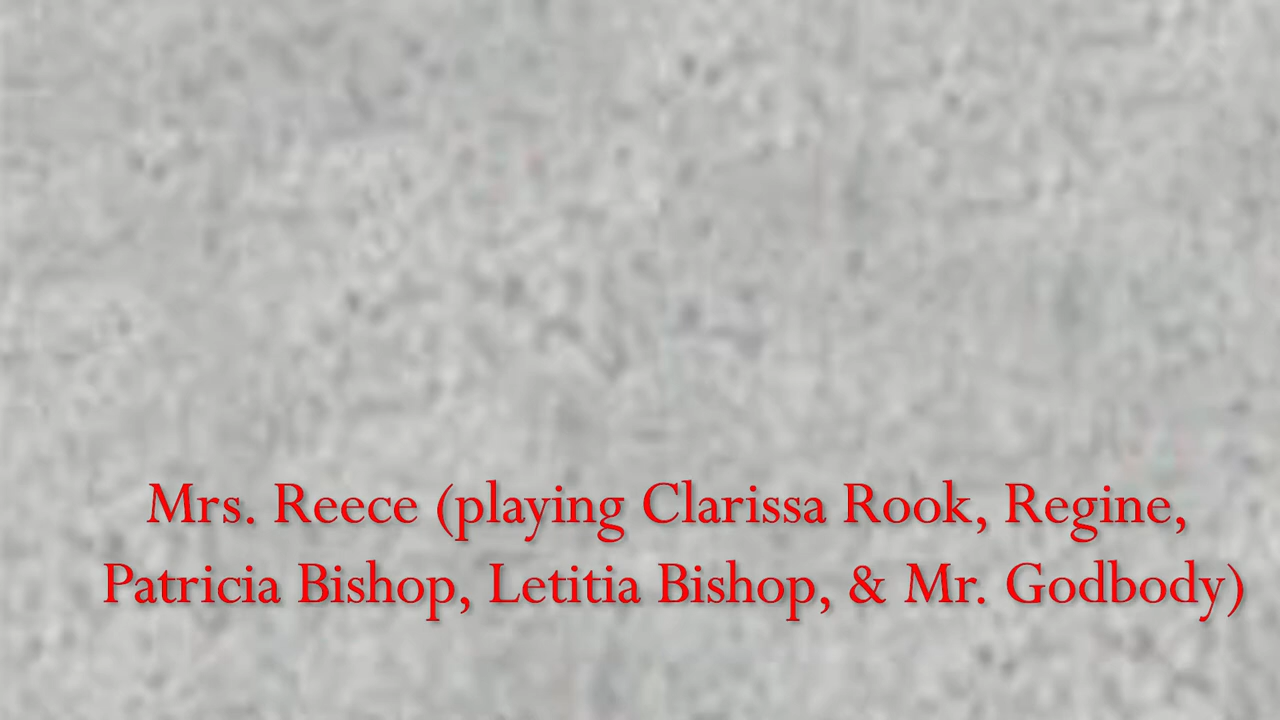 Mrs. Reece (playing Clarissa Rook, Regine,
Patricia Bishop, Letitia Bishop, & Mr. Godbody)